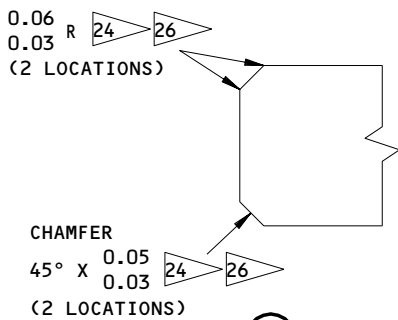 0.06
0.03 R 24 26
(2 LOCATIONS)
CHAMFER
45° X 0.05
0.03 24 26
(2 LOCATIONS)